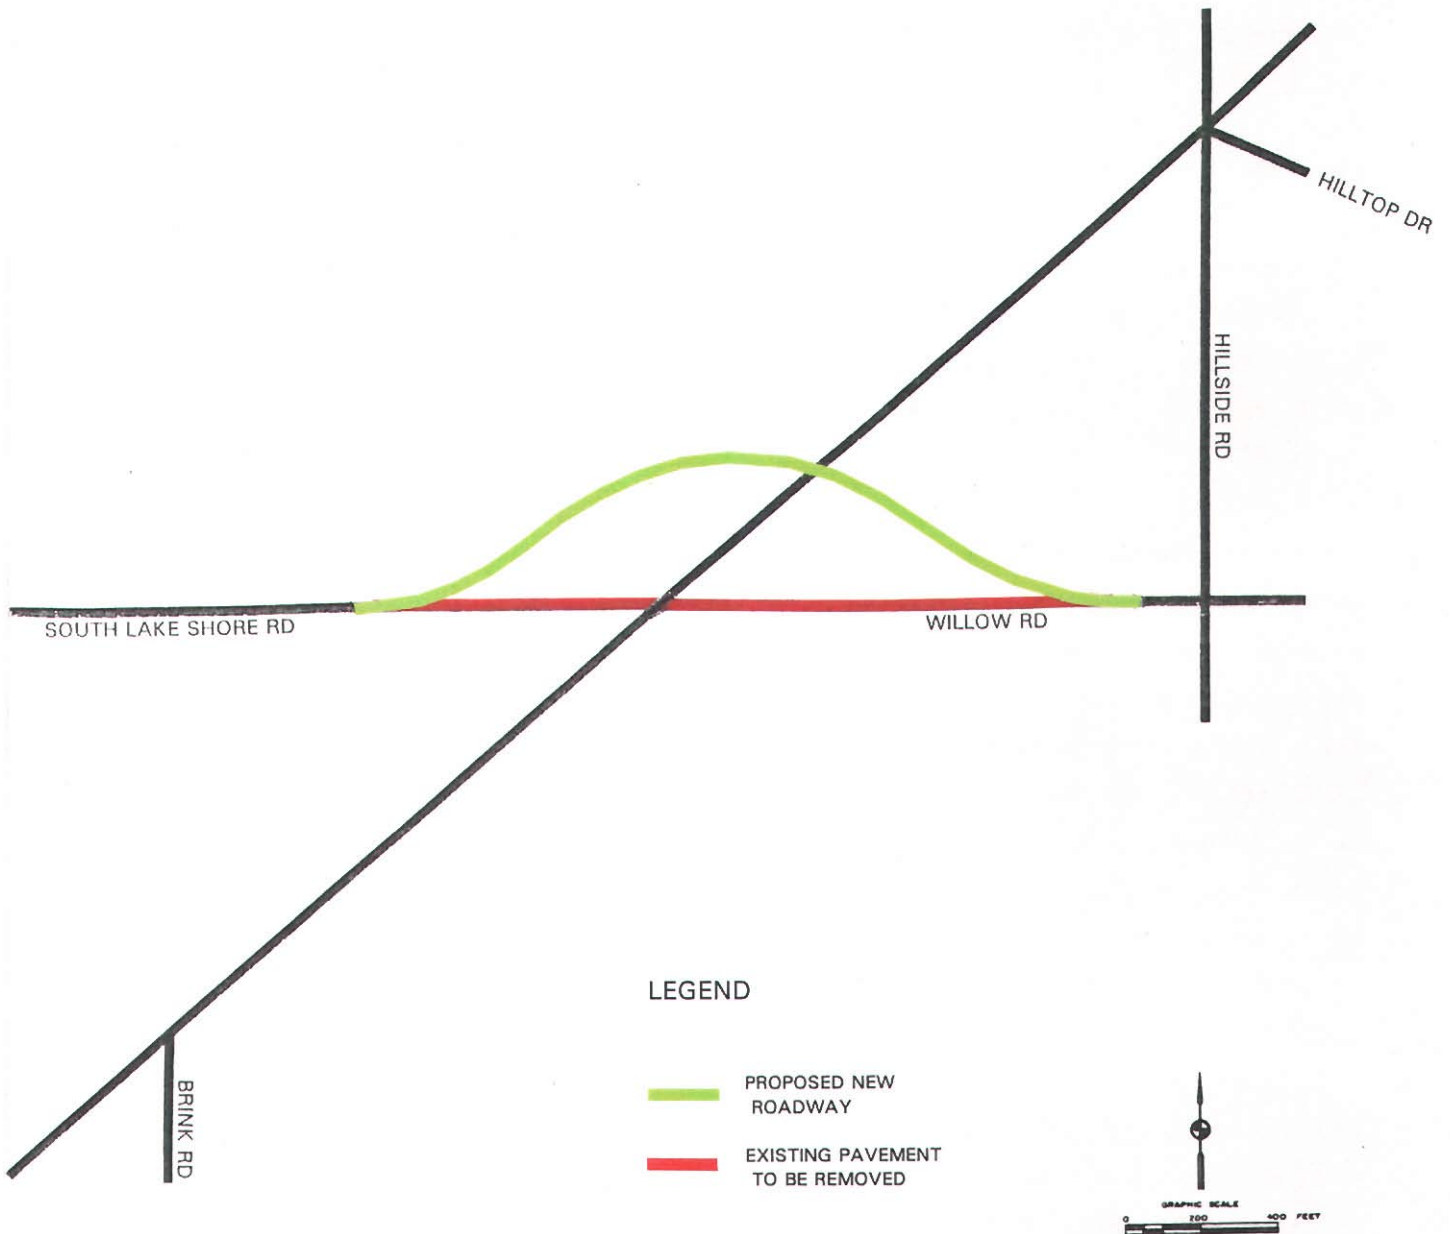 HILLTOP DR
HILLSIDE RD
SOUTH LAKE SHORE RD
WILLOW RD
LEGEND
PROPOSED NEW
ROADWAY
BRINK RD
EXISTING PAVEMENT
TO BE REMOVED
GRAPHIC SCALE
0 200 400 FEET